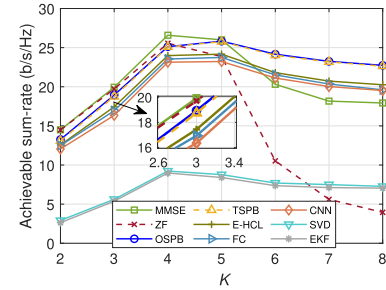 Achievable sum-rate (b/s/Hz)
30
25
20
15
10
5
0
20
18
16
2.6 3 3.4
MMSE TSPB CNN
ZF E-HCL SVD
OSPB FC EKF
2 3 4 5 6 7 8
K